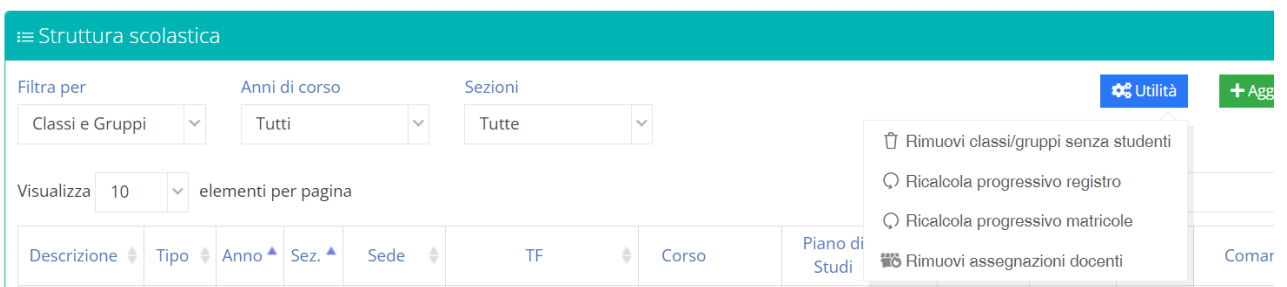 Struttura scolastica
Filtra per Anni di corso Sezioni
Utilità
Classi e Gruppi Tutti Tutte
Rimuovi classi/gruppi senza studenti
Ricalcola progressivo registro
Ricalcola progressivo matricole
Rimuovi assegnazioni docenti
Visualizza 10 elementi per pagina
Descrizione Tipo Anno Sez. Sede TF Corso Piano di
Studi